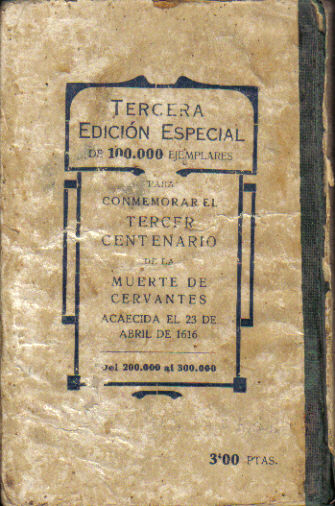 TERCERA
EDICIÓN ESPECIAL
DE 100.000 EJEMPLARES
PARA
CONMEMORAR EL
TERCER
CENTENARIO
DE LA
MUERTE DE
CERVANTES
ACAECIDA EL 23 DE
ABRIL DE 1616
Del 200.000 al 300.000
3'00 PTAS.